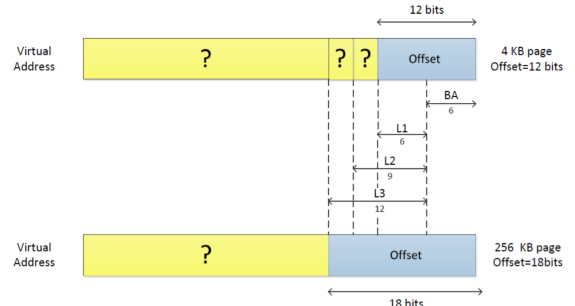 12 bits
Virtual
Address
?
?
?
Offset
4 KB page
Offset=12 bits
BA
6
L1
6
L2
9
L3
12
Virtual
Address
?
Offset
256 KB page
Offset=18bits
18 bits